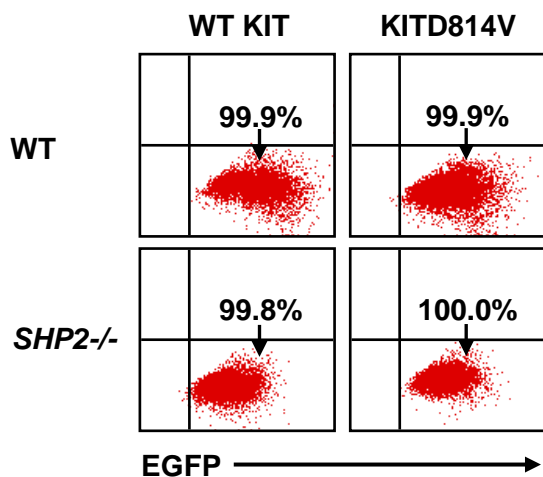 WT KIT KITD814V
99.9% 99.9%
WT
99.8% 100.0%
SHP2-/-
EGFP